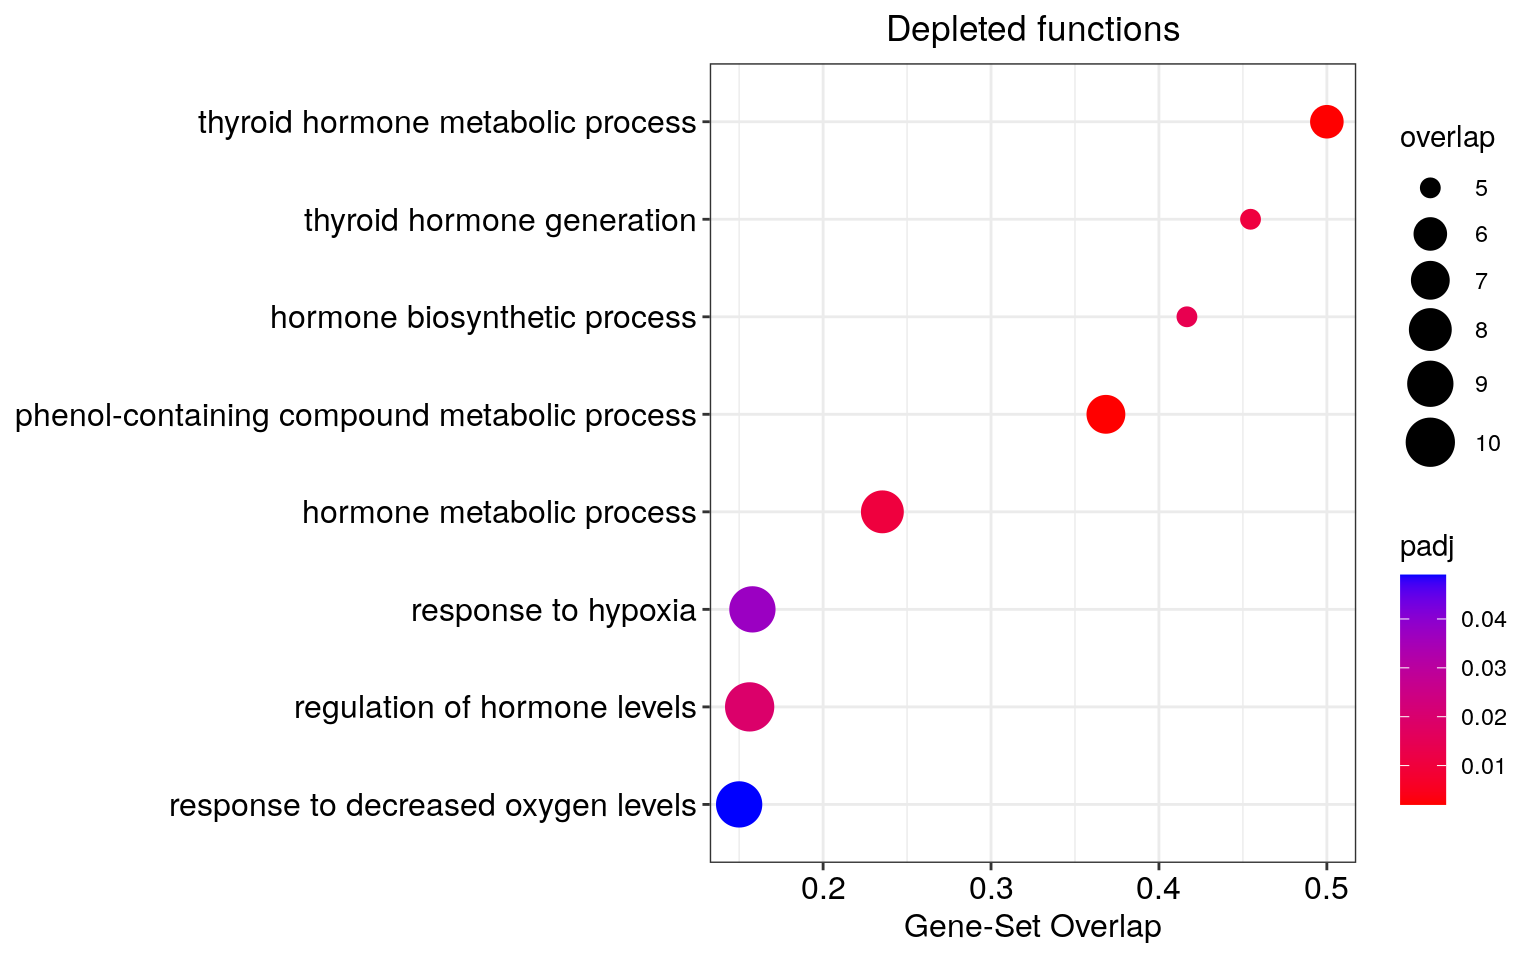 Depleted functions
thyroid hormone metabolic process
thyroid hormone generation
hormone biosynthetic process
phenol-containing compound metabolic process
hormone metabolic process
response to hypoxia
regulation of hormone levels
response to decreased oxygen levels
0.2
0.3
0.4
0.5
Gene-Set Overlap
overlap
5
6
7
8
9
10
padj
0.04
0.03
0.02
0.01